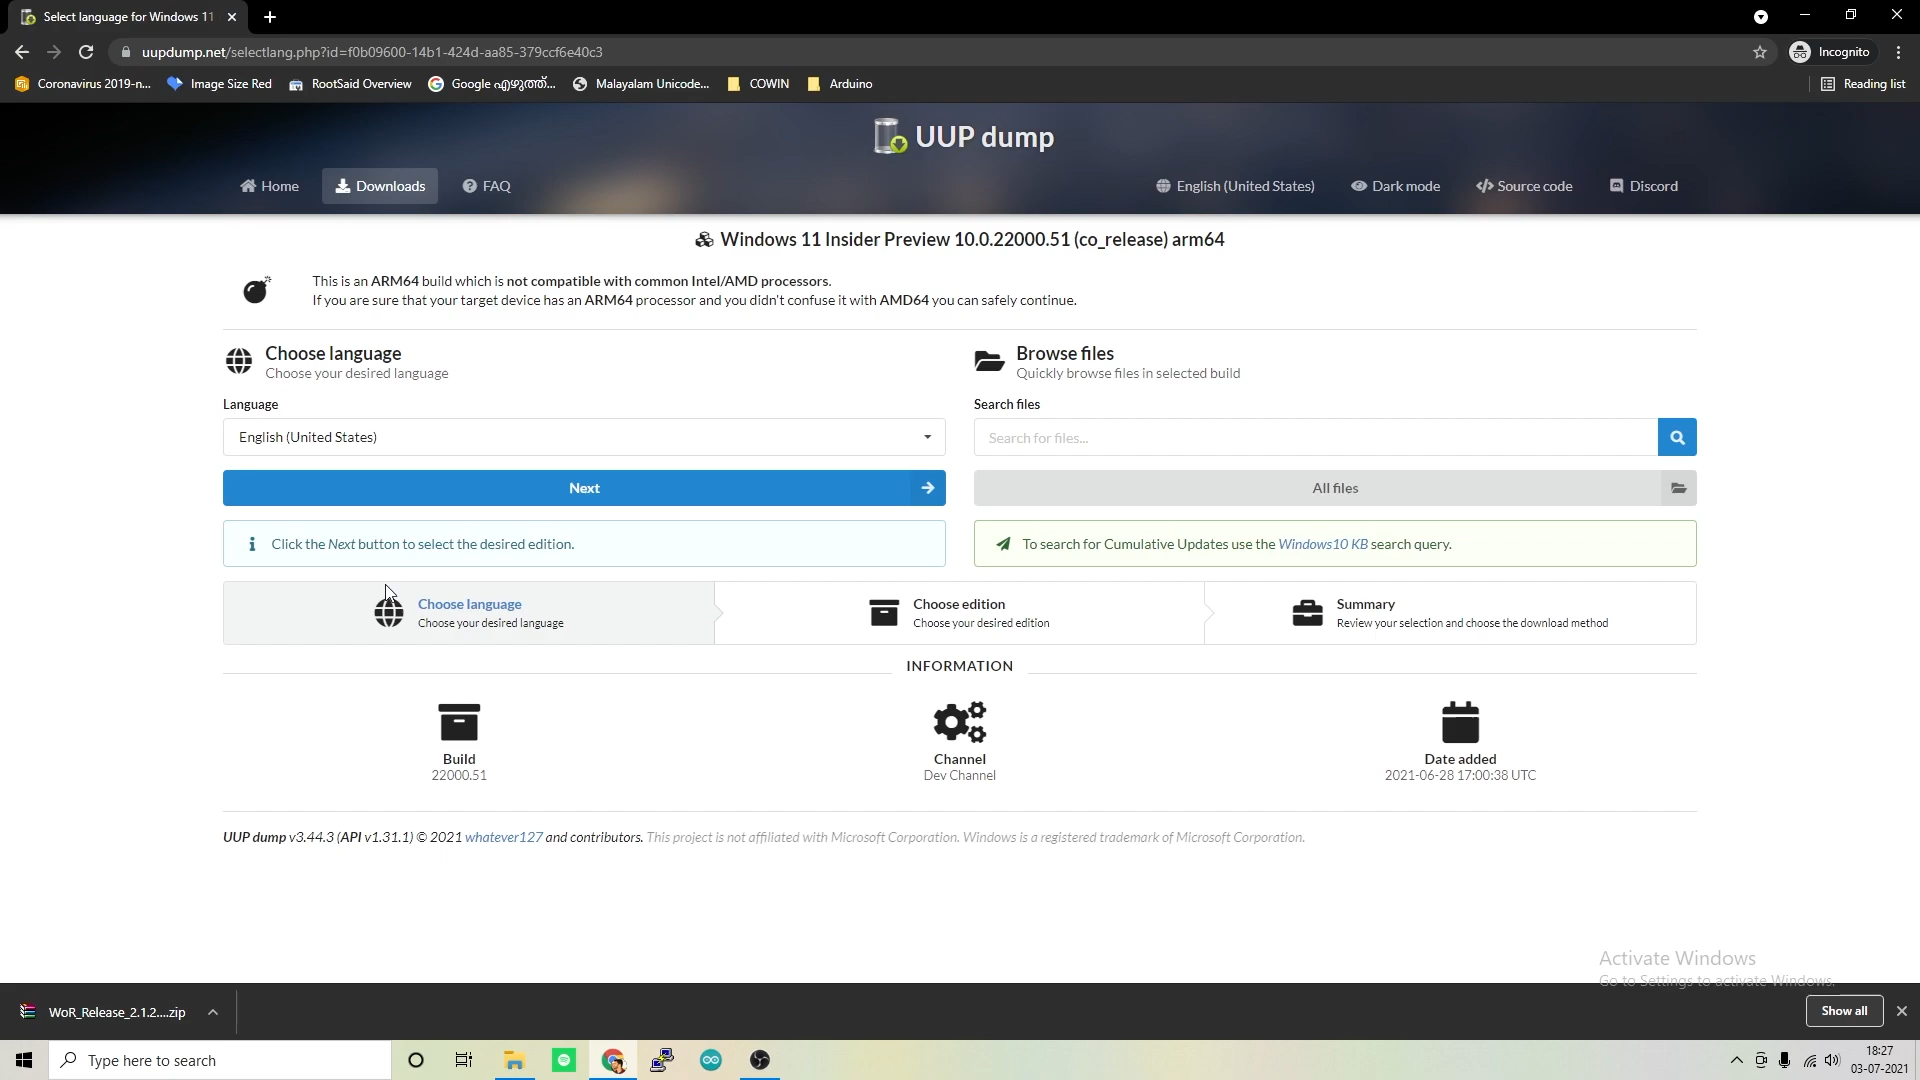 Select language for Windows 11
uupdump.net/selectlang.php?id=f0b09600-14b1-424d-aa85-379ccf6e40c3
Incognito
Coronavirus 2019-n...
Image Size Red
RootSaid Overview
Google എഴുത്ത്...
Malayalam Unicode...
COWIN
Arduino
Reading list
UUP dump
Home
Downloads
FAQ
English (United States)
Dark mode
Source code
Discord
Windows 11 Insider Preview 10.0.22000.51 (co_release) arm64
This is an ARM64 build which is not compatible with common Intel/AMD processors.
If you are sure that your target device has an ARM64 processor and you didn't confuse it with AMD64 you can safely continue.
Choose language
Choose your desired language
Language
English (United States)
Next
Click the Next button to select the desired edition.
Browse files
Quickly browse files in selected build
Search files
Search for files...
All files
To search for Cumulative Updates use the Windows10 KB search query.
Choose language
Choose your desired language
Choose edition
Choose your desired edition
Summary
Review your selection and choose the download method
INFORMATION
Build
22000.51
Channel
Dev Channel
Date added
2021-06-28 17:00:38 UTC
UUP dump v3.44.3 (API v1.31.1) © 2021 whatever127 and contributors. This project is not affiliated with Microsoft Corporation. Windows is a registered trademark of Microsoft Corporation.
Activate Windows
Go to Settings to activate Windows.
WoR_Release_2.1.2....zip
Show all
Type here to search
18:27
03-07-2021